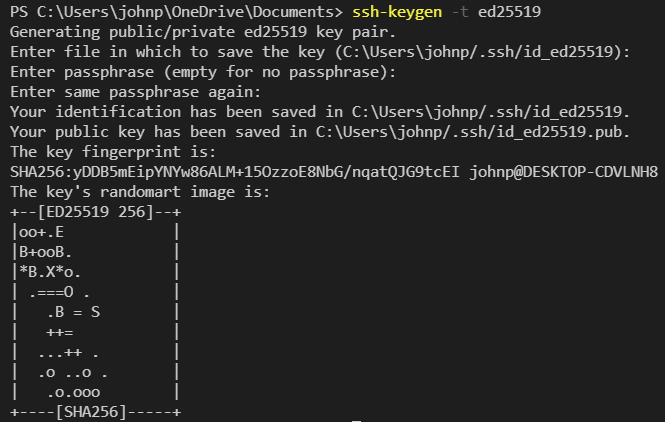 PS C:\Users\johnp\OneDrive\Documents> ssh-keygen -t ed25519
Generating public/private ed25519 key pair.
Enter file in which to save the key (C:\Users\johnp/.ssh/id_ed25519):
Enter passphrase (empty for no passphrase):
Enter same passphrase again:
Your identification has been saved in C:\Users\johnp/.ssh/id_ed25519.
Your public key has been saved in C:\Users\johnp/.ssh/id_ed25519.pub.
The key fingerprint is:
SHA256:yDDB5mEipYNYw86ALM+15OzzoE8NbG/nqatQJG9tcEI johnp@DESKTOP-CDVLNH8
The key's randomart image is:
+--[ED25519 256]--+
|oo+.E            |
|B+ooB.           |
|*B.X*o.          |
| .===O .         |
|   .B = S        |
|   ++=           |
|  ...++ .        |
|  .o ..o .       |
|   .o.ooo        |
+----[SHA256]-----+